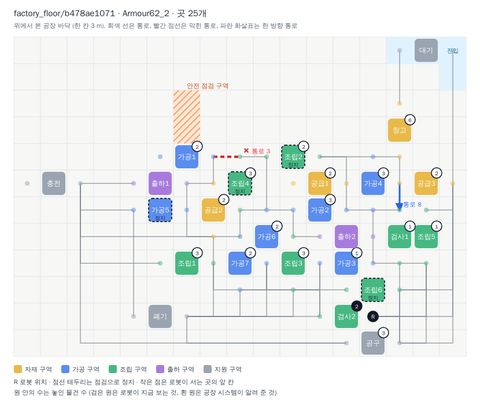 factory_floor/b478ae1071 · Armour62_2 · 곳 25개
위에서 본 공장 바닥 (한 칸 3 m). 회색 선은 통로, 빨간 점선은 막힌 통로, 파란 화살표는 한 방향 통로
대기 진입
안전 점검 구역
6
창고
2 2
가공1 ✖ 통로 3 조립2
정지
3 3 1 3
충전 출하1 조립4 공급1 가공4 공급3
정지
2 2
가공5 공급2 가공2 통로 8
정지
2 1 1
가공6 출하2 검사1 조립5
3 2 3 1
조립1 가공7 조립3 가공3
조립6
정지
2
폐기 검사2 R
3
공구
자재 구역 가공 구역 조립 구역 출하 구역 지원 구역
R 로봇 위치 · 점선 테두리는 점검으로 정지 · 작은 점은 로봇이 서는 곳의 앞 칸
원 안의 수는 놓인 물건 수 (검은 원은 로봇이 지금 보는 것, 흰 원은 공장 시스템이 알려 준 것)